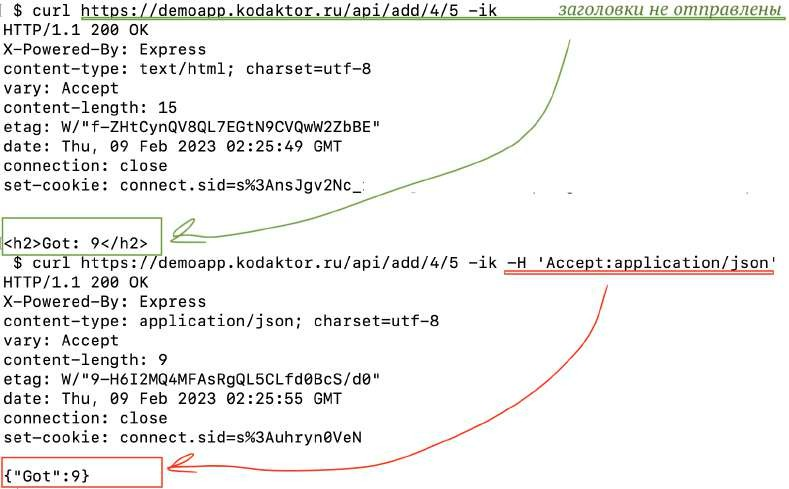 $ curl https://demoapp.kodaktor.ru/api/add/4/5 -ik заголовки не отправлены
HTTP/1.1 200 OK
X-Powered-By: Express
content-type: text/html; charset=utf-8
vary: Accept
content-length: 15
etag: W/"f-ZHtCynQV8QL7EGtN9CVQwW2ZbBE"
date: Thu, 09 Feb 2023 02:25:49 GMT
connection: close
set-cookie: connect.sid=s%3AnsJgv2Nc_
<h2>Got: 9</h2>
$ curl https://demoapp.kodaktor.ru/api/add/4/5 -ik -H 'Accept:application/json'
HTTP/1.1 200 OK
X-Powered-By: Express
content-type: application/json; charset=utf-8
vary: Accept
content-length: 9
etag: W/"9-H6I2MQ4MFAsRgQL5CLfd0BcS/d0"
date: Thu, 09 Feb 2023 02:25:55 GMT
connection: close
set-cookie: connect.sid=s%3Auhryn0VeN
{"Got":9}